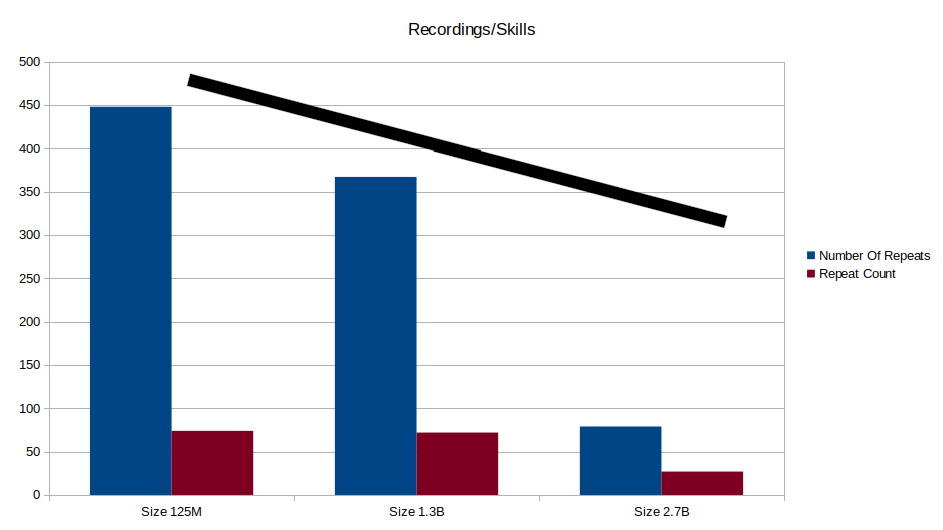 Recordings/Skills
500
450
400
350
300
250
200
150
100
50
0
Number Of Repeats
Repeat Count
Size 125M
Size 1.3B
Size 2.7B